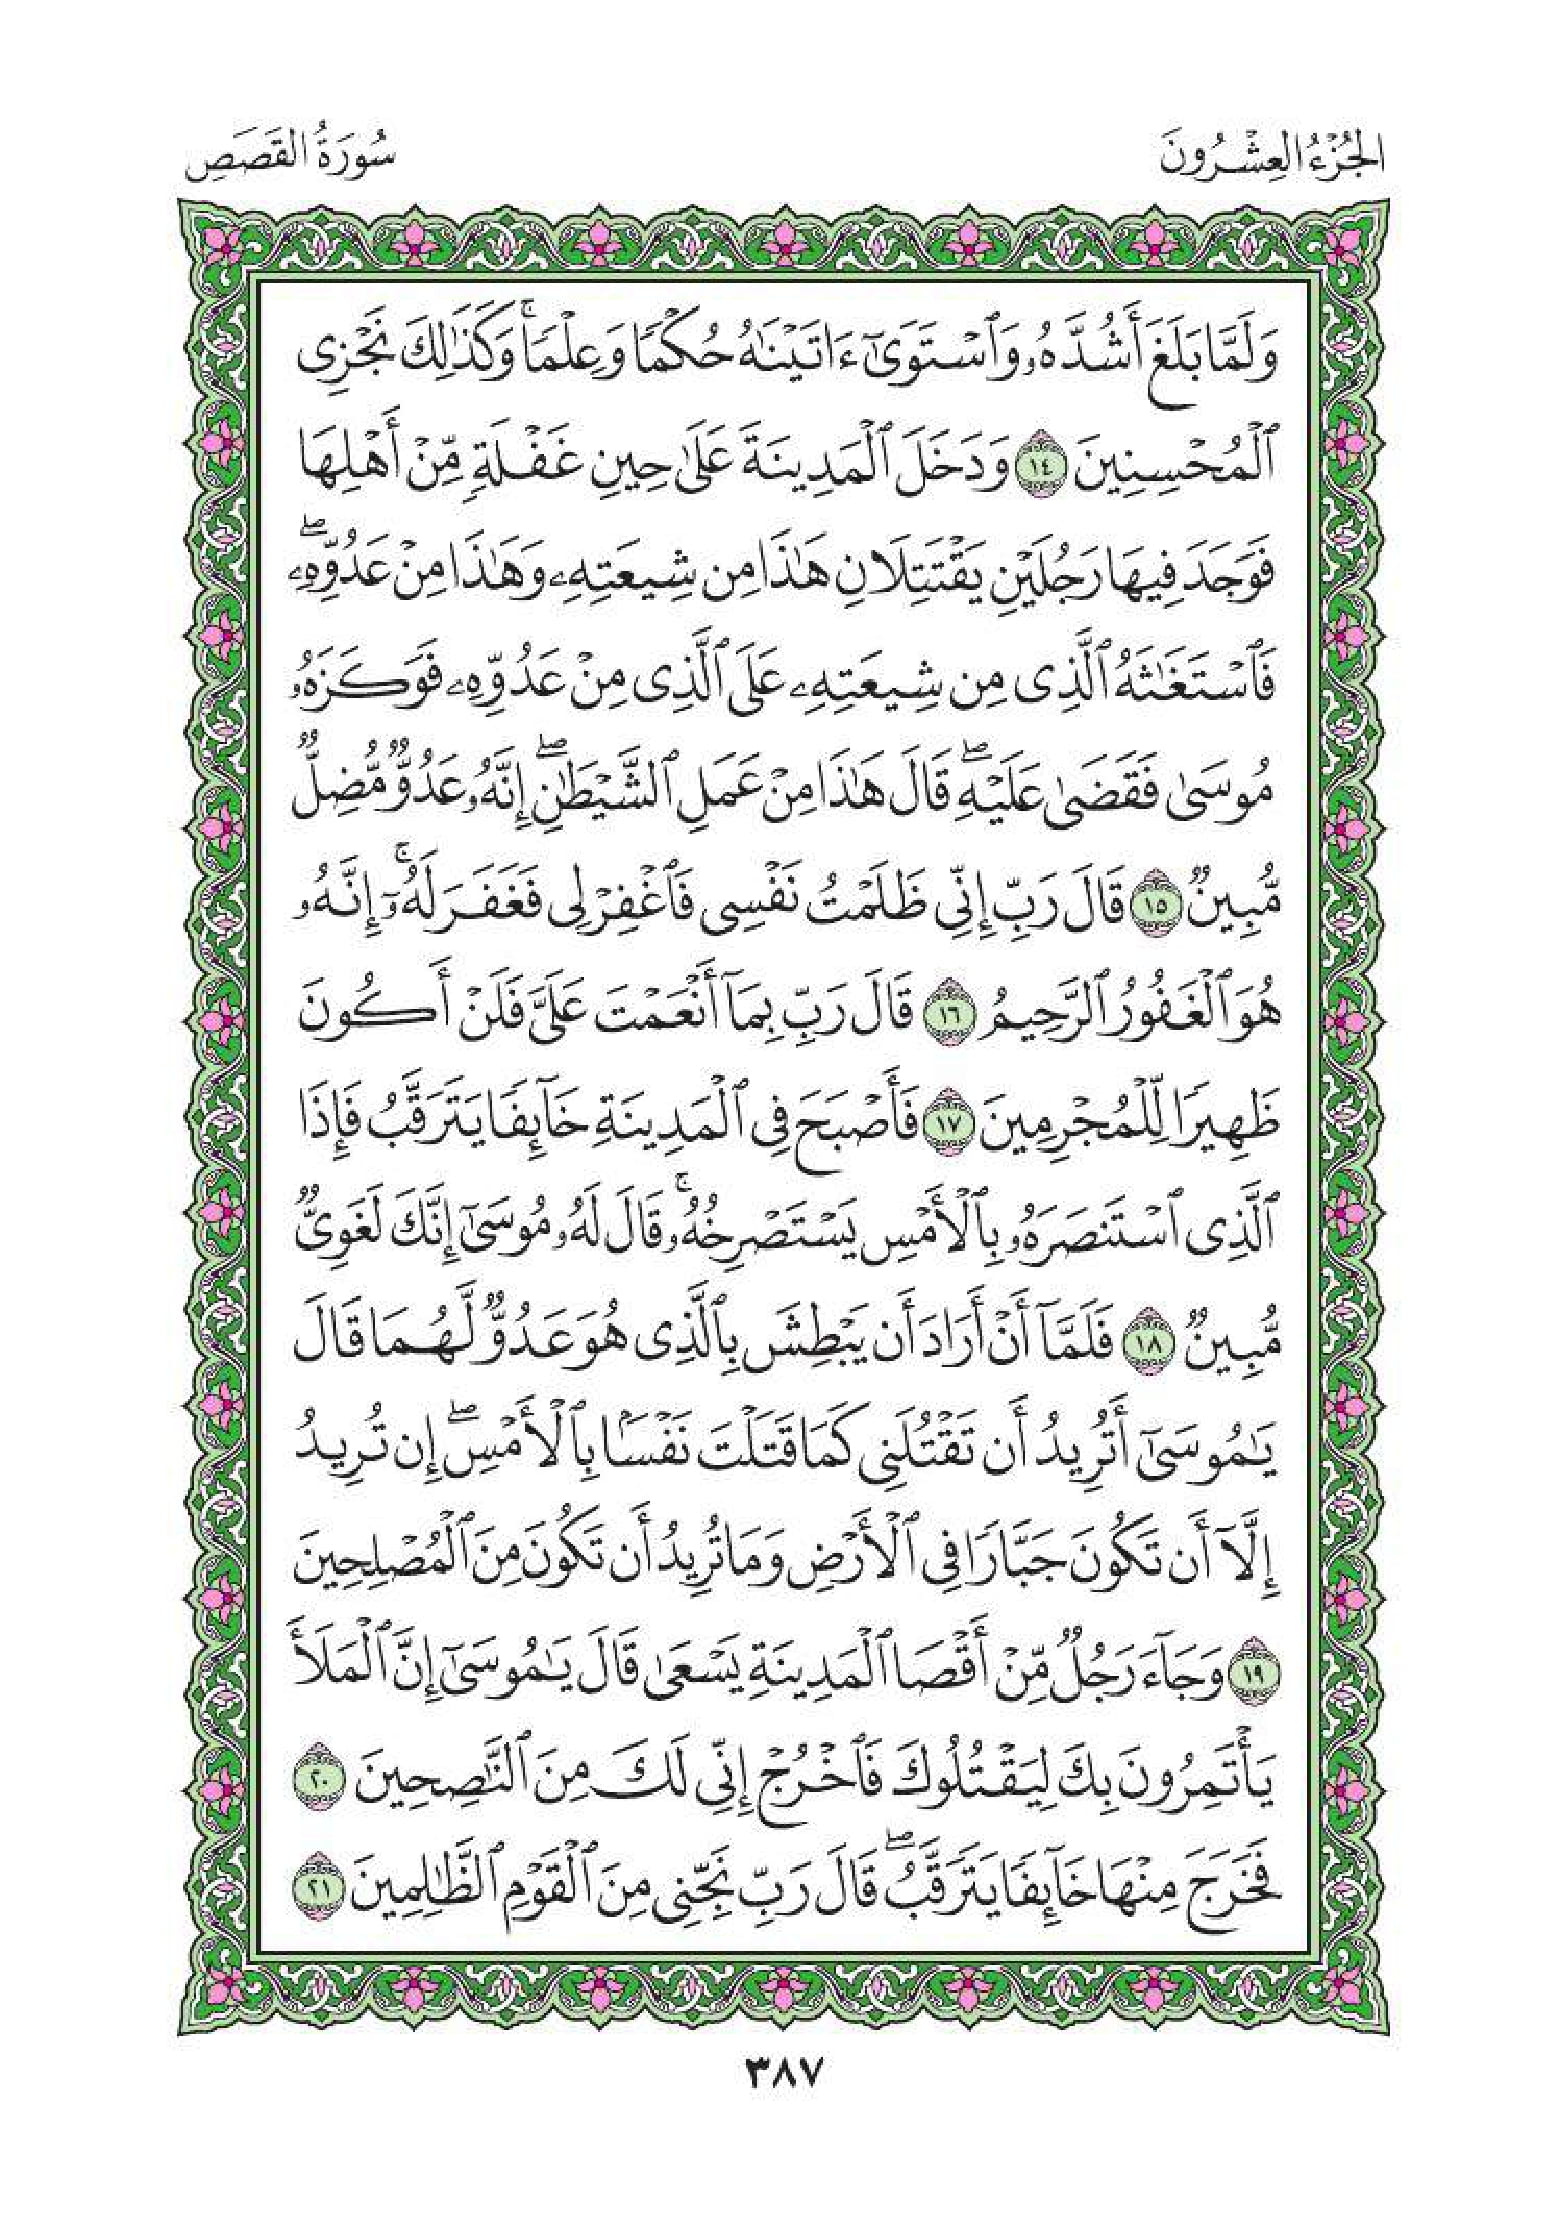 الجُزْءُ العِشْرُونَ
سُورَةُ القَصَصِ
وَلَمَّا بَلَغَ أَشُدَّهُۥ وَٱسْتَوَىٰٓ ءَاتَيْنَٰهُ حُكْمًا وَعِلْمًاۚ وَكَذَٰلِكَ نَجْزِى
ٱلْمُحْسِنِينَ ١٤ وَدَخَلَ ٱلْمَدِينَةَ عَلَىٰ حِينِ غَفْلَةٍ مِّنْ أَهْلِهَا
فَوَجَدَ فِيهَا رَجُلَيْنِ يَقْتَتِلَانِ هَٰذَا مِن شِيعَتِهِۦ وَهَٰذَا مِنْ عَدُوِّهِۦۖ
فَٱسْتَغَٰثَهُ ٱلَّذِى مِن شِيعَتِهِۦ عَلَى ٱلَّذِى مِنْ عَدُوِّهِۦ فَوَكَزَهُۥ
مُوسَىٰ فَقَضَىٰ عَلَيْهِۖ قَالَ هَٰذَا مِنْ عَمَلِ ٱلشَّيْطَٰنِۖ إِنَّهُۥ عَدُوٌّ مُّضِلٌّ
مُّبِينٌ ١٥ قَالَ رَبِّ إِنِّى ظَلَمْتُ نَفْسِى فَٱغْفِرْ لِى فَغَفَرَ لَهُۥٓۚ إِنَّهُۥ
هُوَ ٱلْغَفُورُ ٱلرَّحِيمُ ١٦ قَالَ رَبِّ بِمَآ أَنْعَمْتَ عَلَىَّ فَلَنْ أَكُونَ
ظَهِيرًا لِّلْمُجْرِمِينَ ١٧ فَأَصْبَحَ فِى ٱلْمَدِينَةِ خَآئِفًا يَتَرَقَّبُ فَإِذَا
ٱلَّذِى ٱسْتَنصَرَهُۥ بِٱلْأَمْسِ يَسْتَصْرِخُهُۥۚ قَالَ لَهُۥ مُوسَىٰٓ إِنَّكَ لَغَوِىٌّ
مُّبِينٌ ١٨ فَلَمَّآ أَنْ أَرَادَ أَن يَبْطِشَ بِٱلَّذِى هُوَ عَدُوٌّ لَّهُمَا قَالَ
يَٰمُوسَىٰٓ أَتُرِيدُ أَن تَقْتُلَنِى كَمَا قَتَلْتَ نَفْسًۢا بِٱلْأَمْسِۖ إِن تُرِيدُ
إِلَّآ أَن تَكُونَ جَبَّارًا فِى ٱلْأَرْضِ وَمَا تُرِيدُ أَن تَكُونَ مِنَ ٱلْمُصْلِحِينَ
١٩ وَجَآءَ رَجُلٌ مِّنْ أَقْصَا ٱلْمَدِينَةِ يَسْعَىٰ قَالَ يَٰمُوسَىٰٓ إِنَّ ٱلْمَلَأَ
يَأْتَمِرُونَ بِكَ لِيَقْتُلُوكَ فَٱخْرُجْ إِنِّى لَكَ مِنَ ٱلنَّٰصِحِينَ ٢٠
فَخَرَجَ مِنْهَا خَآئِفًا يَتَرَقَّبُۖ قَالَ رَبِّ نَجِّنِى مِنَ ٱلْقَوْمِ ٱلظَّٰلِمِينَ ٢١
٣٨٧